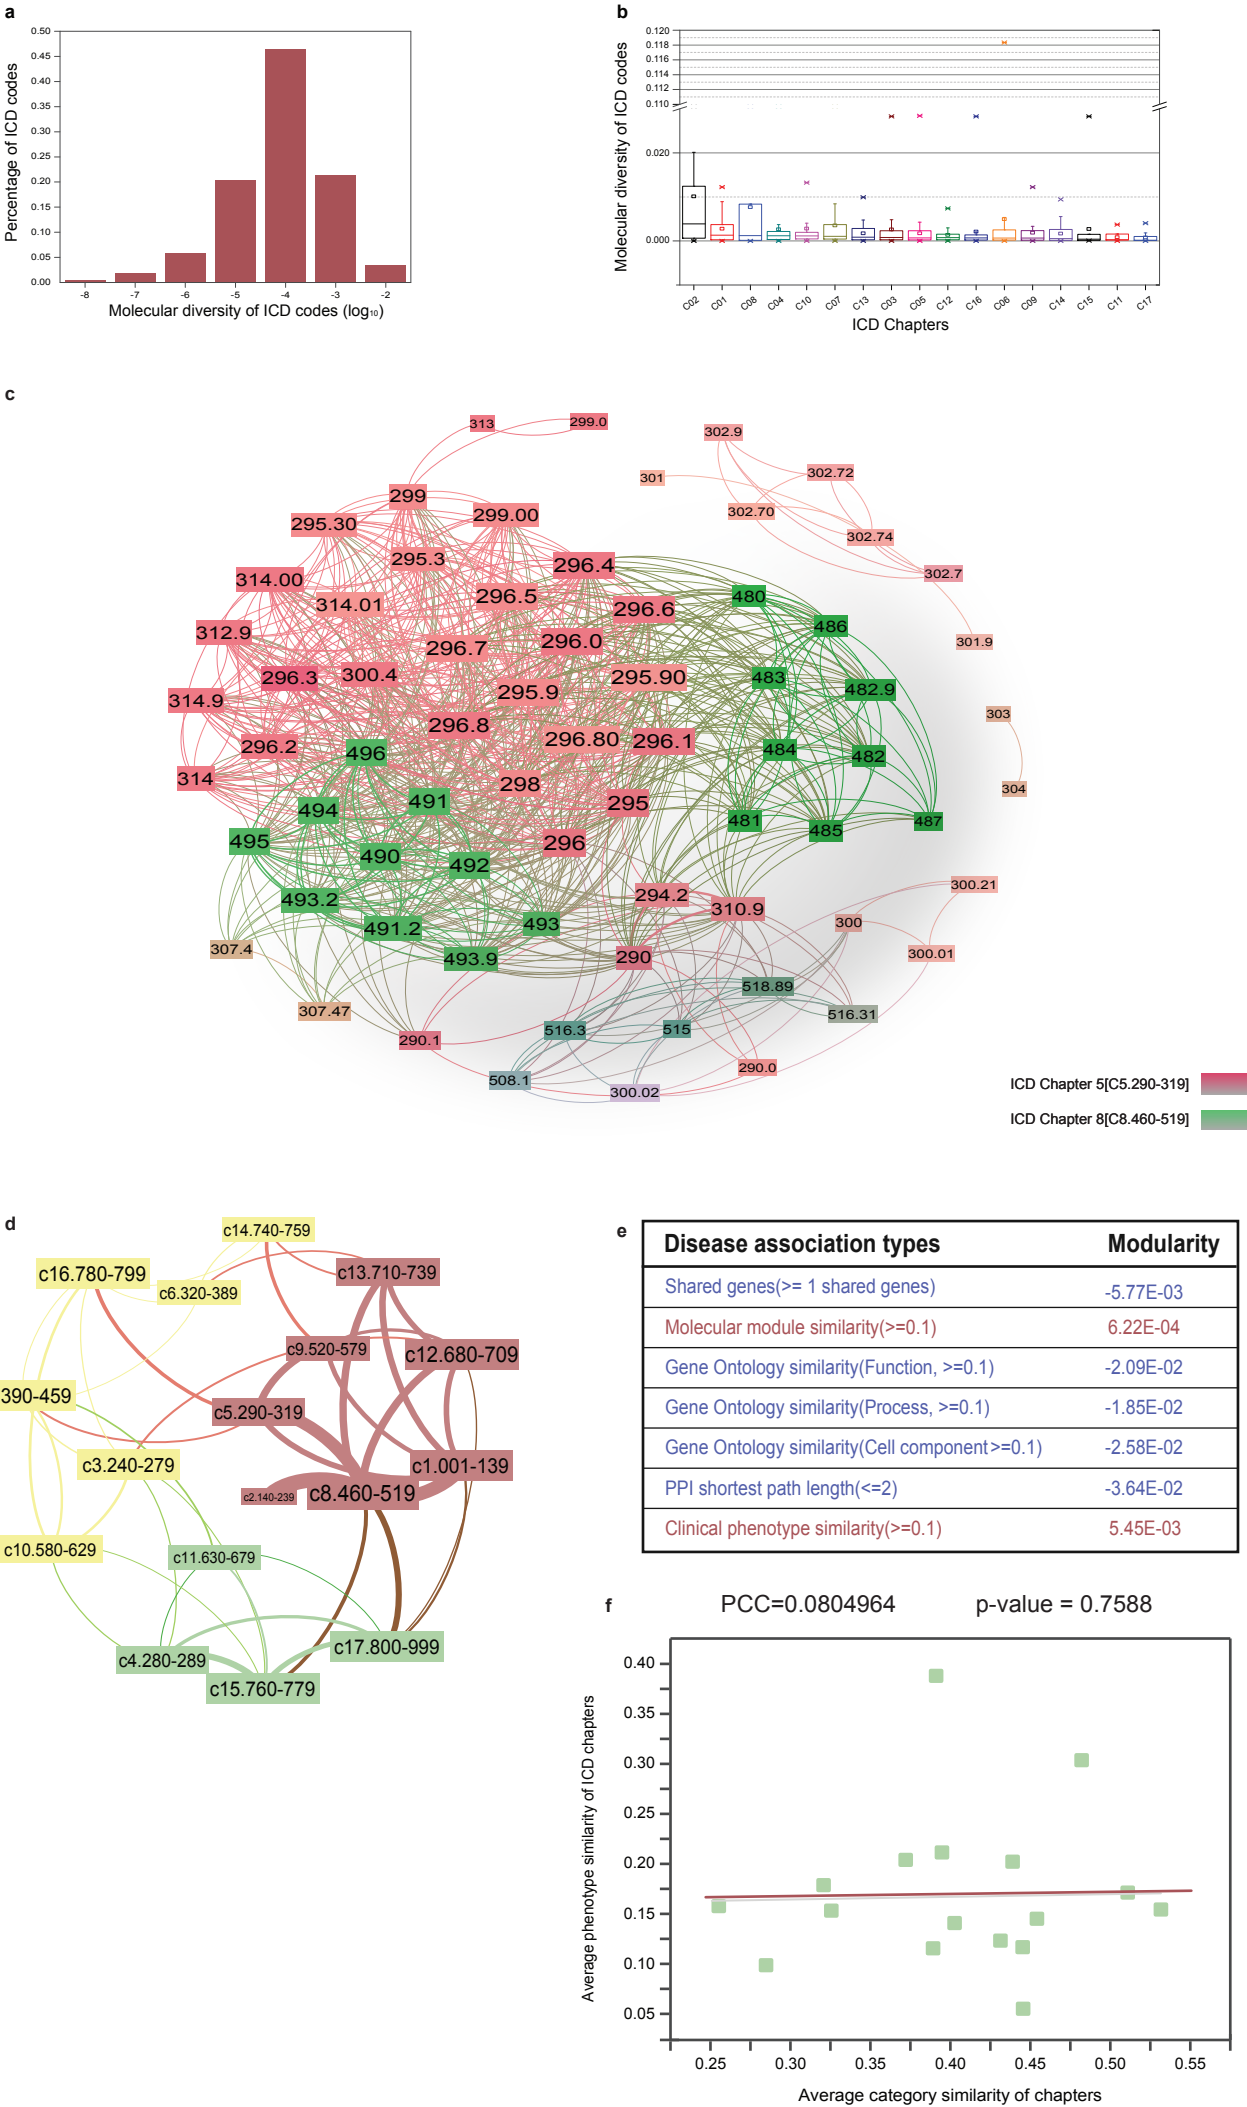 a
0.50
0.45
0.40
0.35
0.30
0.25
0.20
0.15
0.10
0.05
0.00
Percentage of ICD codes
-8 -7 -6 -5 -4 -3 -2
Molecular diversity of ICD codes (log₁₀)
b
0.120
0.118
0.116
0.114
0.112
0.110
0.020
0.000
Molecular diversity of ICD codes
C02 C01 C08 C04 C10 C07 C13 C03 C05 C12 C16 C06 C09 C14 C15 C11 C17
ICD Chapters
c
313
299.0
302.9
302.72
301
302.70
302.74
302.7
301.9
299
299.00
295.30
295.3
296.4
314.00
314.01
296.5
296.6
480
486
312.9
296.7
296.0
296.3
300.4
295.90
483
482.9
314.9
295.9
296.8
296.2
496
296.80
296.1
484
482
303
314
298
304
494
491
295
481
485
487
495
490
492
296
493.2
294.2
310.9
300.21
491.2
493
300
307.4
493.9
290
300.01
518.89
307.47
516.31
290.1
516.3
515
508.1
290.0
300.02
ICD Chapter 5[C5.290-319]
ICD Chapter 8[C8.460-519]
d
c14.740-759
c16.780-799
c6.320-389
c13.710-739
c9.520-579
c12.680-709
390-459
c5.290-319
c3.240-279
c1.001-139
c2.140-239
c8.460-519
c10.580-629
c11.630-679
c4.280-289
c17.800-999
c15.760-779
e
Disease association types Modularity
Shared genes(>= 1 shared genes) -5.77E-03
Molecular module similarity(>=0.1) 6.22E-04
Gene Ontology similarity(Function, >=0.1) -2.09E-02
Gene Ontology similarity(Process, >=0.1) -1.85E-02
Gene Ontology similarity(Cell component>=0.1) -2.58E-02
PPI shortest path length(<=2) -3.64E-02
Clinical phenotype similarity(>=0.1) 5.45E-03
f
PCC=0.0804964 p-value = 0.7588
0.40
0.35
0.30
0.25
0.20
0.15
0.10
0.05
Average phenotype similarity of ICD chapters
0.25 0.30 0.35 0.40 0.45 0.50 0.55
Average category similarity of chapters